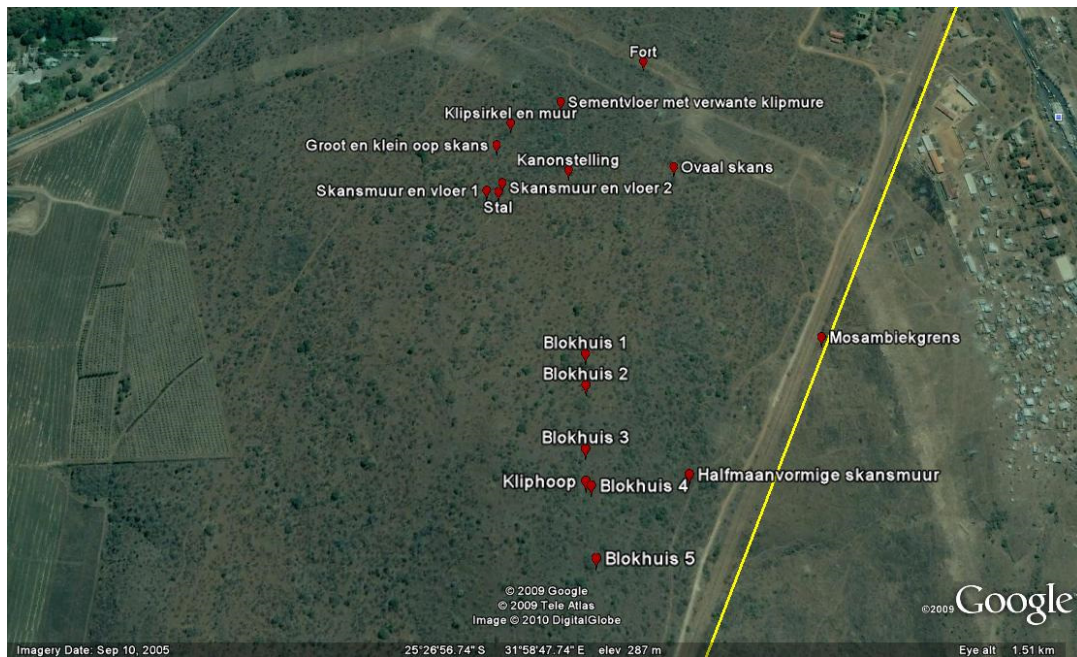 Fort
Sementvloer met verwante klipmure
Klipsirkel en muur
Groot en klein oop skans
Kanonstelling
Ovaal skans
Skansmuur en vloer 1
Skansmuur en vloer 2
Stal
Mosambiekgrens
Blokhuis 1
Blokhuis 2
Blokhuis 3
Halfmaanvormige skansmuur
Kliphoop
Blokhuis 4
Blokhuis 5
© 2009 Google
© 2009 Tele Atlas
Image © 2010 DigitalGlobe
©2009 Google
Imagery Date: Sep 10, 2005 25°26'56.74" S 31°58'47.74" E elev 287 m Eye alt 1.51 km